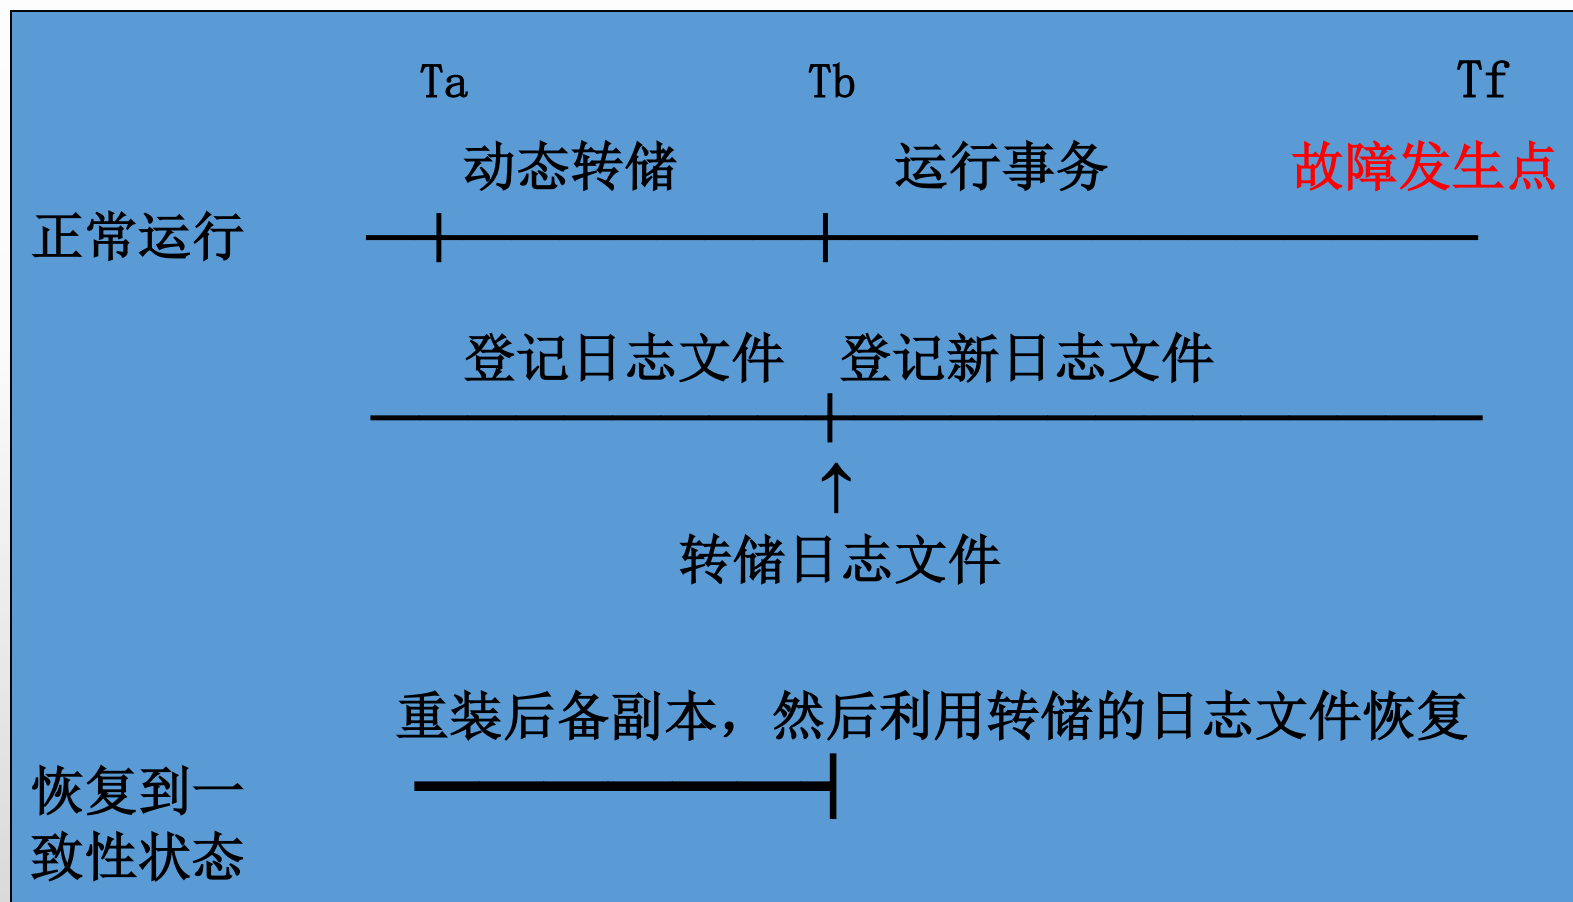 Ta Tb Tf
动态转储 运行事务 故障发生点
正常运行
登记日志文件 登记新日志文件
↑
转储日志文件
重装后备副本，然后利用转储的日志文件恢复
恢复到一
致性状态